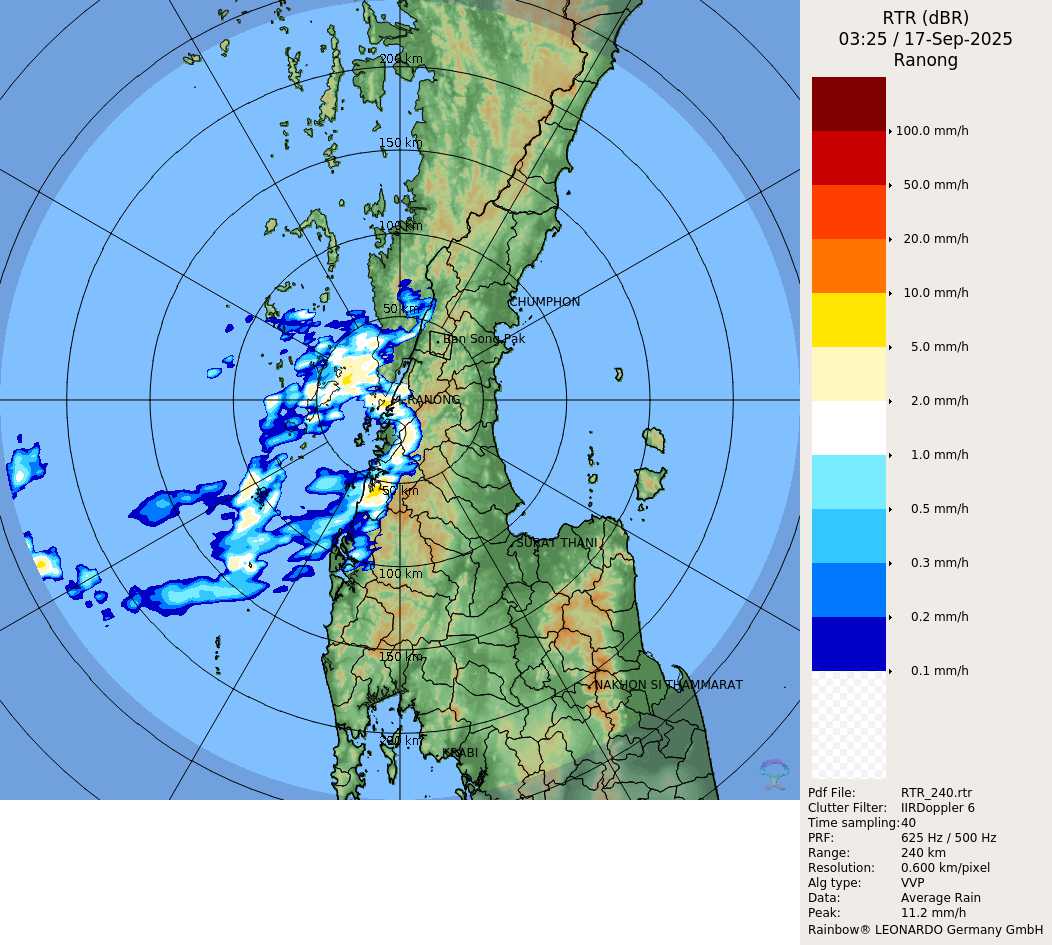 RTR (dBR)
03:25 / 17-Sep-2025
Ranong
100.0 mm/h
50.0 mm/h
20.0 mm/h
10.0 mm/h
5.0 mm/h
2.0 mm/h
1.0 mm/h
0.5 mm/h
0.3 mm/h
0.2 mm/h
0.1 mm/h
200 km
150 km
100 km
50 km
CHUMPHON
Ban Song Pak
RANONG
50 km
SURAT THANI
100 km
150 km
NAKHON SI THAMMARAT
200 km
KRABI
Pdf File: RTR_240.rtr
Clutter Filter: IIRDoppler 6
Time sampling: 40
PRF: 625 Hz / 500 Hz
Range: 240 km
Resolution: 0.600 km/pixel
Alg type: VVP
Data: Average Rain
Peak: 11.2 mm/h
Rainbow® LEONARDO Germany GmbH